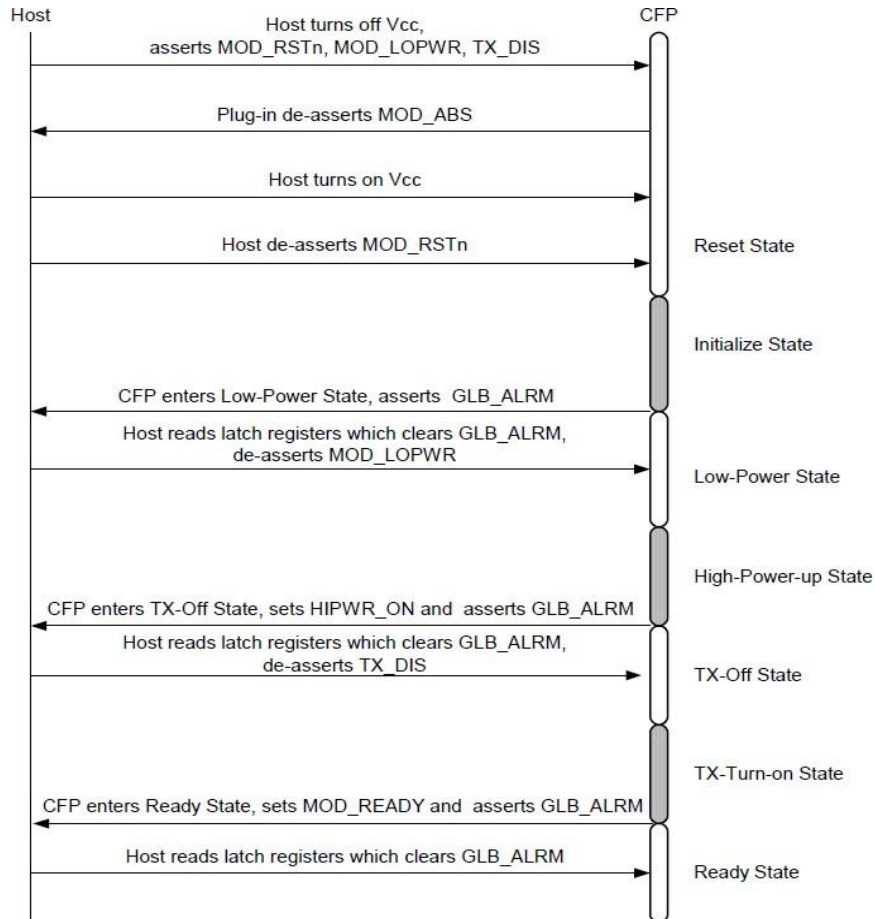 Host
CFP
Host turns off Vcc,
asserts MOD_RSTn, MOD_LOPWR, TX_DIS
Plug-in de-asserts MOD_ABS
Host turns on Vcc
Host de-asserts MOD_RSTn
Reset State
Initialize State
CFP enters Low-Power State, asserts GLB_ALRM
Host reads latch registers which clears GLB_ALRM,
de-asserts MOD_LOPWR
Low-Power State
High-Power-up State
CFP enters TX-Off State, sets HIPWR_ON and asserts GLB_ALRM
Host reads latch registers which clears GLB_ALRM,
de-asserts TX_DIS
TX-Off State
TX-Turn-on State
CFP enters Ready State, sets MOD_READY and asserts GLB_ALRM
Host reads latch registers which clears GLB_ALRM
Ready State